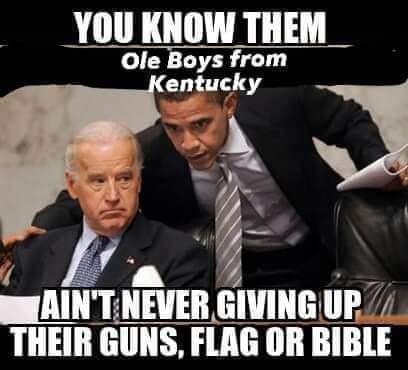 YOU KNOW THEM
Ole Boys from
Kentucky
AIN'T NEVER GIVING UP
THEIR GUNS, FLAG OR BIBLE